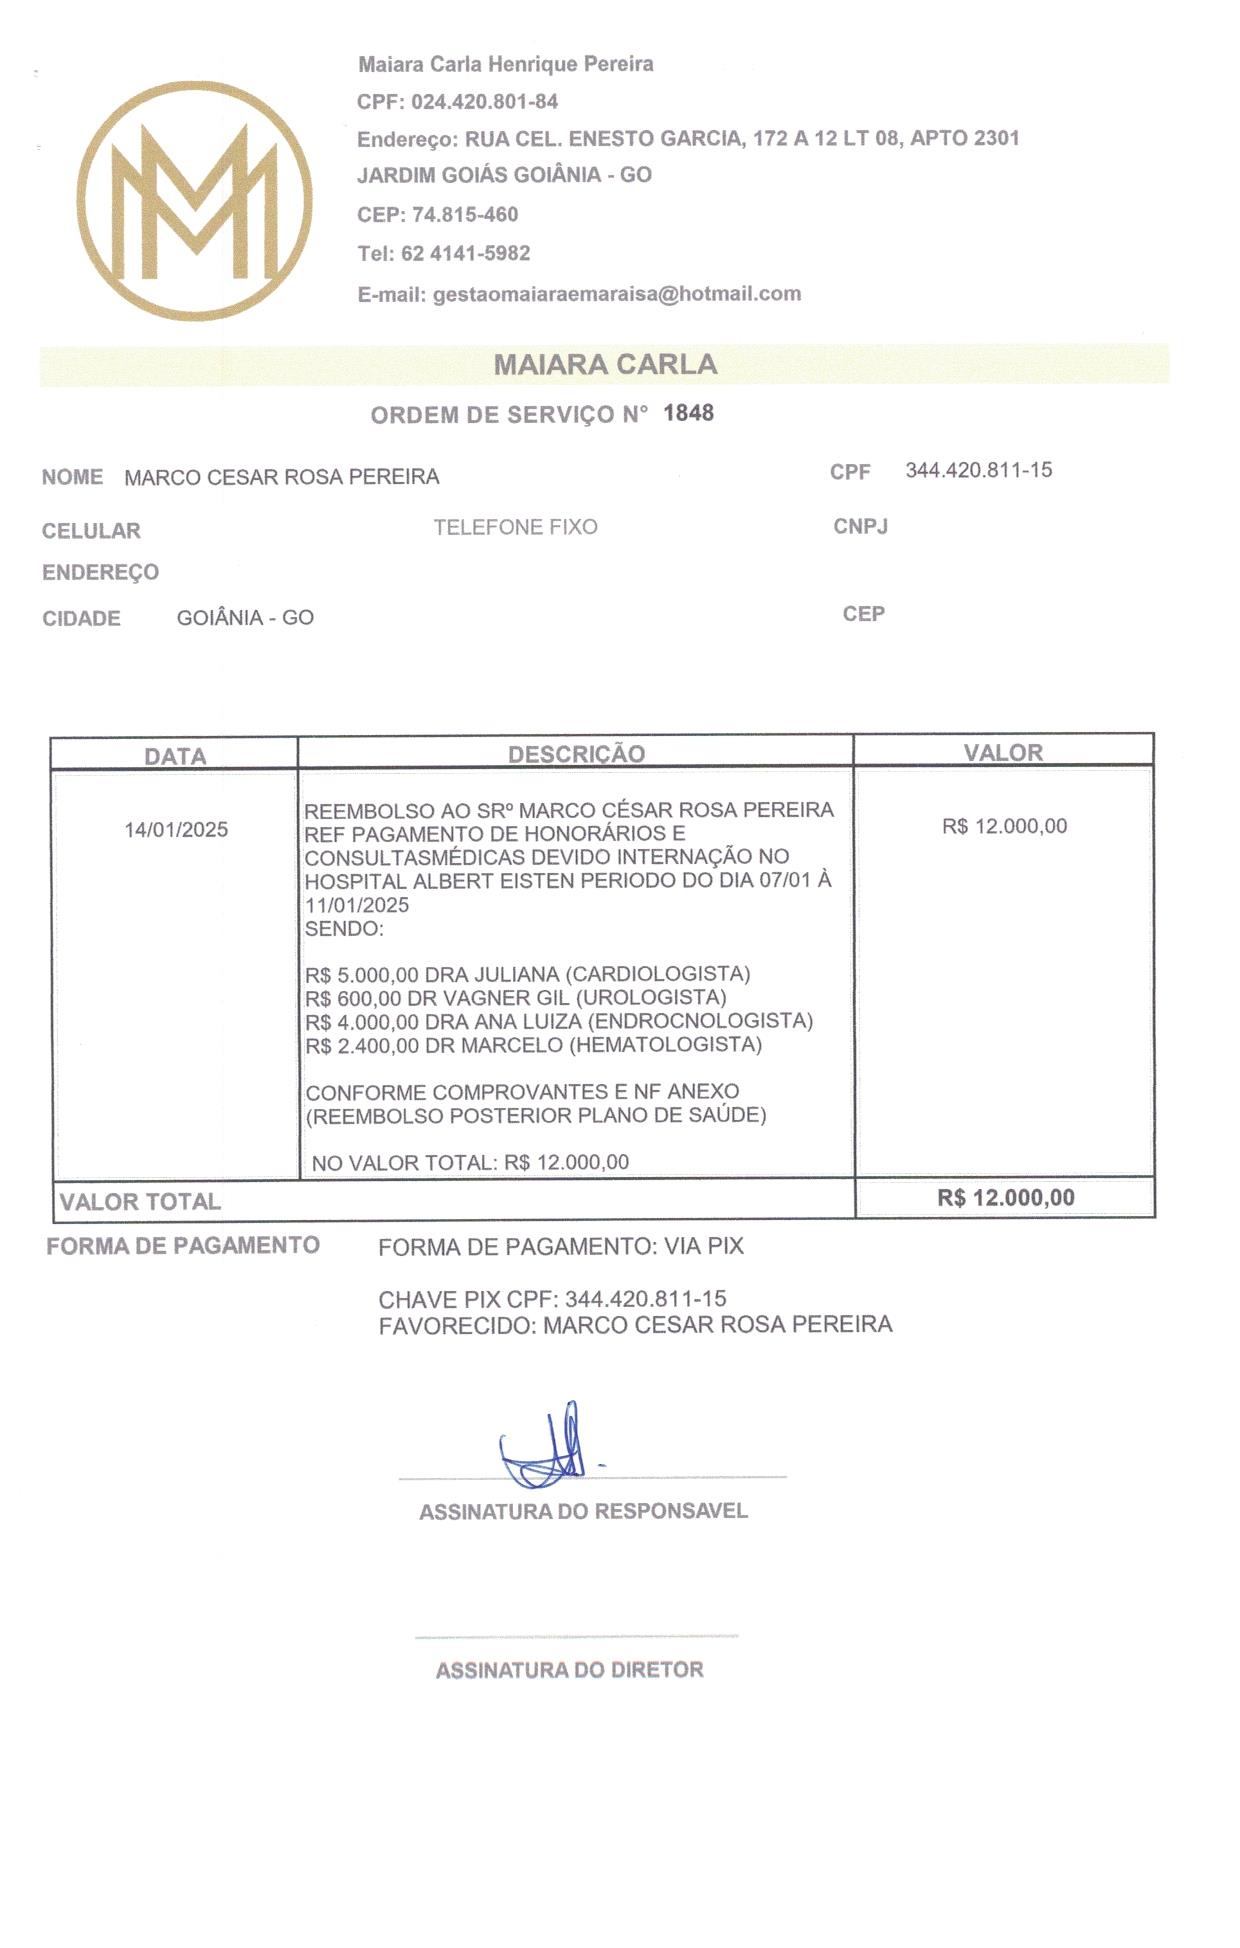 Maiara Carla Henrique Pereira
CPF: 024.420.801-84
Endereço: RUA CEL. ENESTO GARCIA, 172 A 12 LT 08, APTO 2301
JARDIM GOIÁS GOIÂNIA - GO
CEP: 74.815-460
Tel: 62 4141-5982
E-mail: gestaomaiaraemaraisa@hotmail.com
MAIARA CARLA
ORDEM DE SERVIÇO N° 1848
NOME MARCO CESAR ROSA PEREIRA CPF 344.420.811-15
CELULAR TELEFONE FIXO CNPJ
ENDEREÇO
CIDADE GOIÂNIA - GO CEP
DATA DESCRIÇÃO VALOR
REEMBOLSO AO SRº MARCO CÉSAR ROSA PEREIRA
14/01/2025 REF PAGAMENTO DE HONORÁRIOS E R$ 12.000,00
CONSULTASMÉDICAS DEVIDO INTERNAÇÃO NO
HOSPITAL ALBERT EISTEN PERIODO DO DIA 07/01 À
11/01/2025
SENDO:
R$ 5.000,00 DRA JULIANA (CARDIOLOGISTA)
R$ 600,00 DR VAGNER GIL (UROLOGISTA)
R$ 4.000,00 DRA ANA LUIZA (ENDROCNOLOGISTA)
R$ 2.400,00 DR MARCELO (HEMATOLOGISTA)
CONFORME COMPROVANTES E NF ANEXO
(REEMBOLSO POSTERIOR PLANO DE SAÚDE)
NO VALOR TOTAL: R$ 12.000,00
VALOR TOTAL R$ 12.000,00
FORMA DE PAGAMENTO FORMA DE PAGAMENTO: VIA PIX
CHAVE PIX CPF: 344.420.811-15
FAVORECIDO: MARCO CESAR ROSA PEREIRA
ASSINATURA DO RESPONSAVEL
ASSINATURA DO DIRETOR